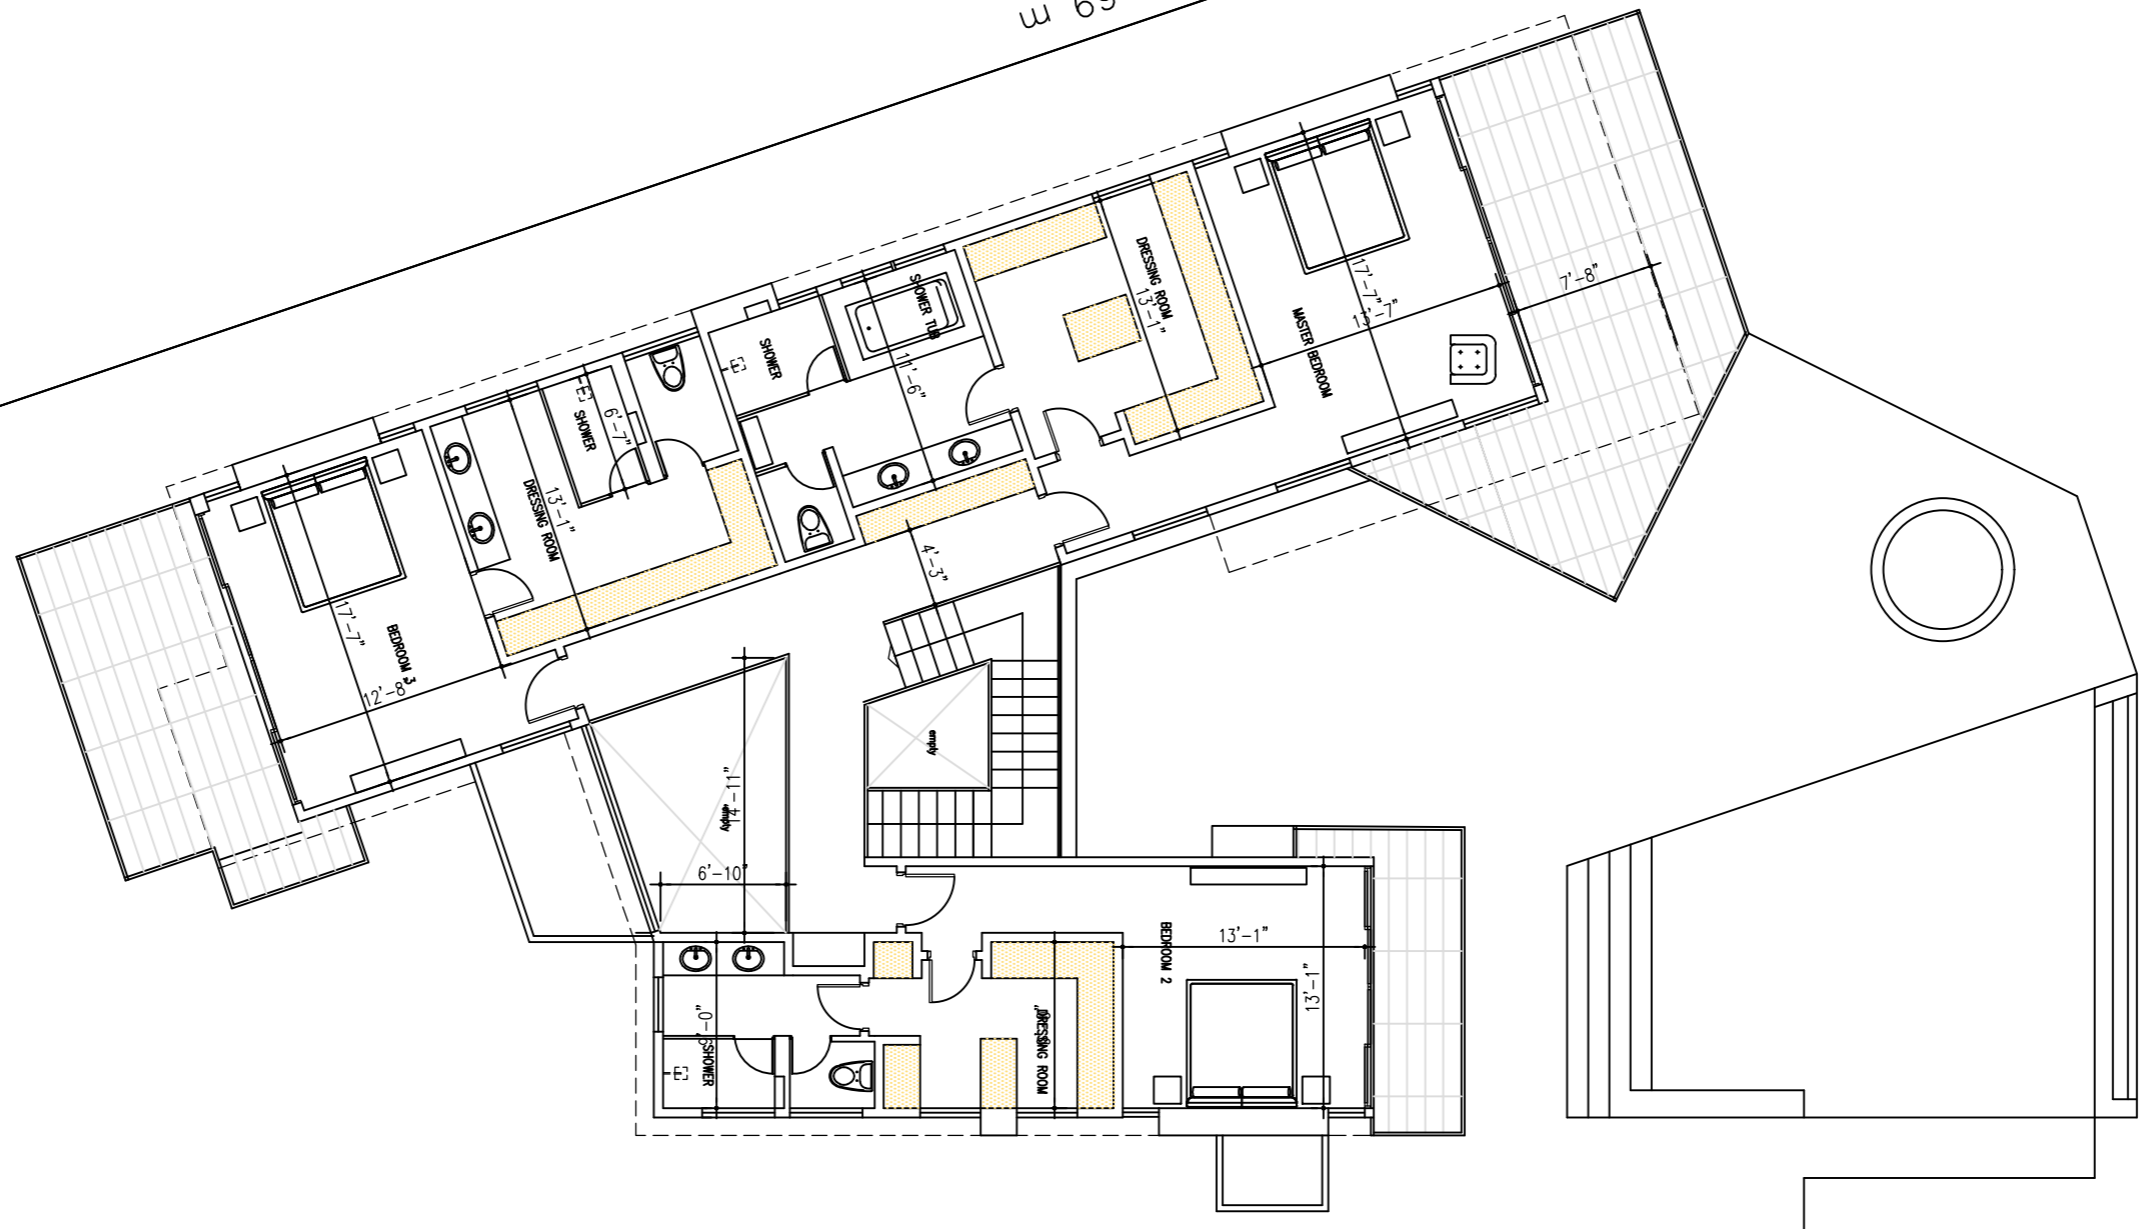 69 m
MASTER BEDROOM
17'-7"
13'-7"
7'-8"
DRESSING ROOM
13'-1"
SHOWER TUB
11'-6"
SHOWER
SHOWER
6'-7"
DRESSING ROOM
13'-1"
4'-3"
BEDROOM 3
17'-7"
12'-8"
empty
empty
14'-11"
6'-10"
BEDROOM 2
13'-1"
13'-1"
DRESSING ROOM
SHOWER